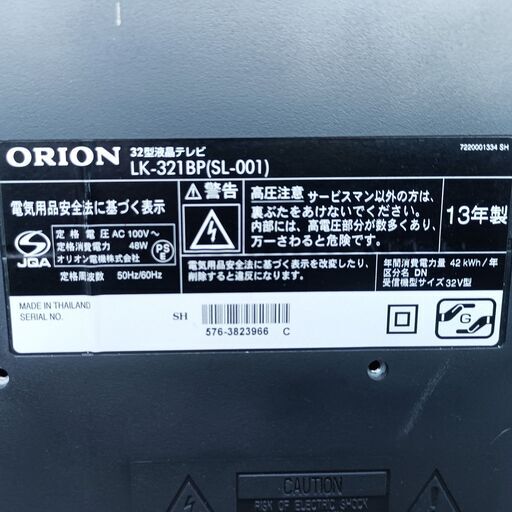 7220001334 SH
ORION
32型液晶テレビ
LK-321BP(SL-001)
電気用品安全法に基づく表示
JQA
定格電圧 AC 100V~
定格消費電力 48W
オリオン電機株式会社
定格周波数 50Hz/60Hz
PS
E
警告
高圧注意 サービスマン以外の方は、
裏ぶたをあけないでください。
内部には、高電圧部分が数多く、
万一さわると危険です。
13年製
電気用品安全法に基づく表示を改変したり、
削除すると違反になります。
年間消費電力量 42 kWh/年
区分名 DN
受信機型サイズ 32V型
MADE IN THAILAND
SERIAL NO.
SH
576-3823966 C
G
CAUTION
RISK OF ELECTRIC SHOCK